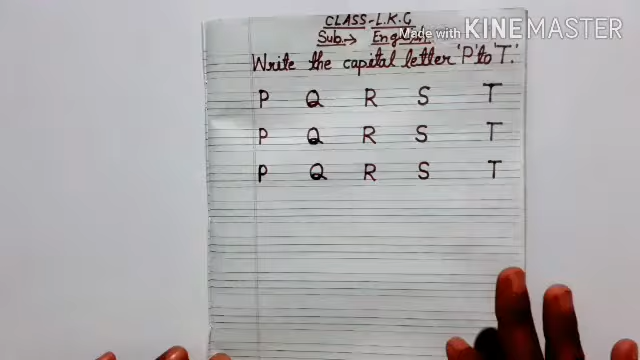 CLASS-L.K.G
Made with KINEMASTER
Sub.→ English
Write the capital letter 'P' to 'T'.
P Q R S T
P Q R S T
P Q R S T